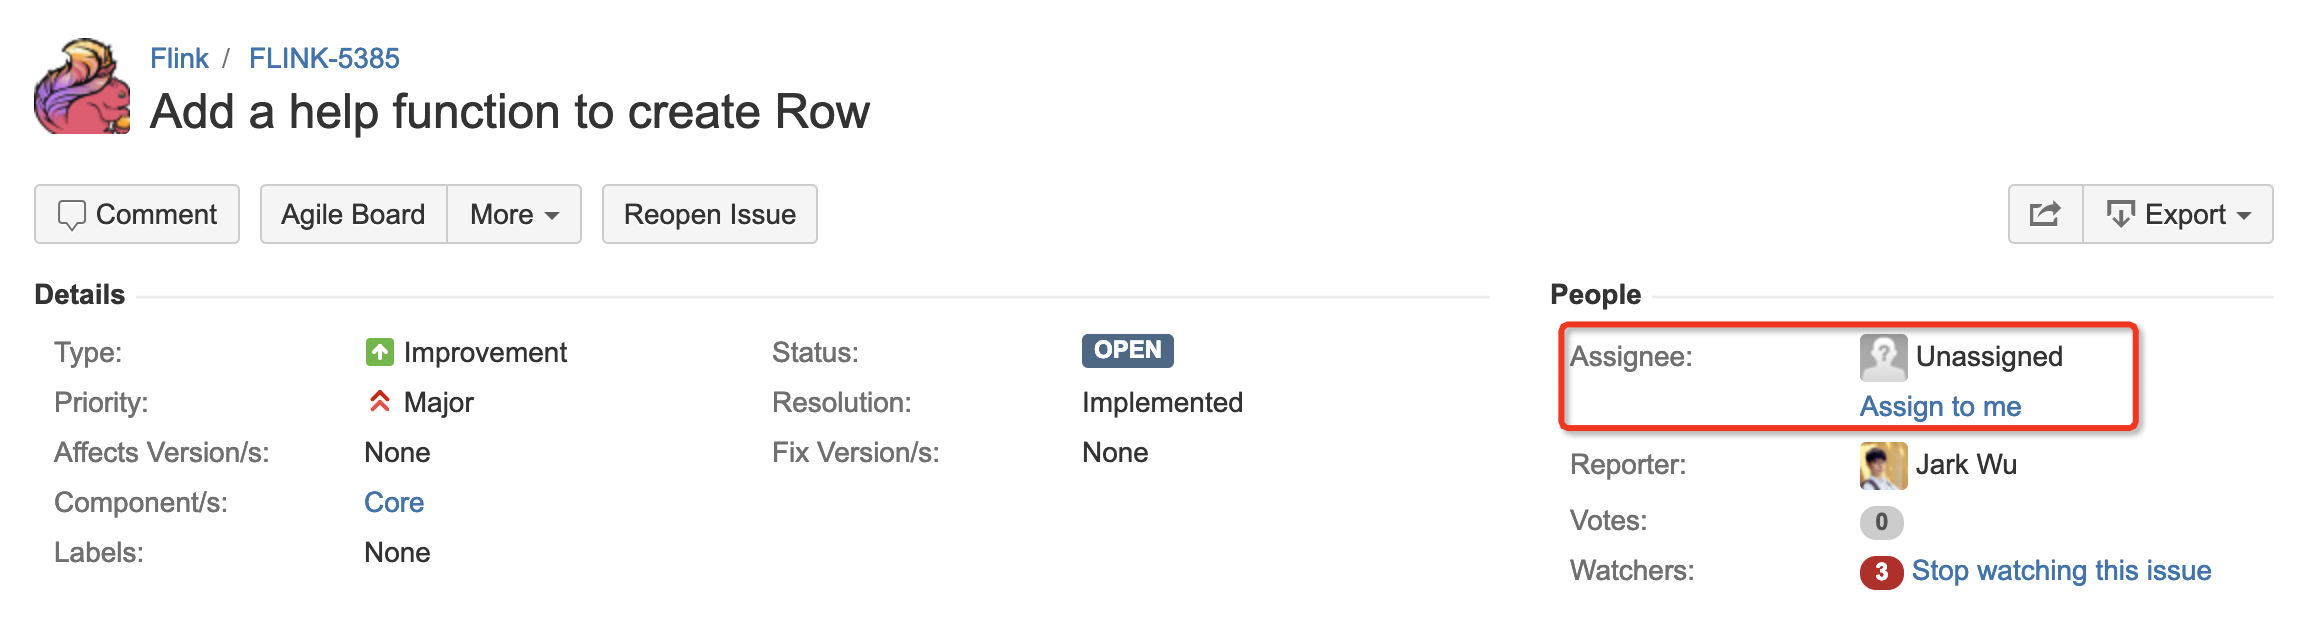 Flink / FLINK-5385
Add a help function to create Row
Comment Agile Board More Reopen Issue Export
Details
Type: Improvement Status: OPEN
Priority: Major Resolution: Implemented
Affects Version/s: None Fix Version/s: None
Component/s: Core
Labels: None
People
Assignee: Unassigned
Assign to me
Reporter: Jark Wu
Votes: 0
Watchers: 3 Stop watching this issue